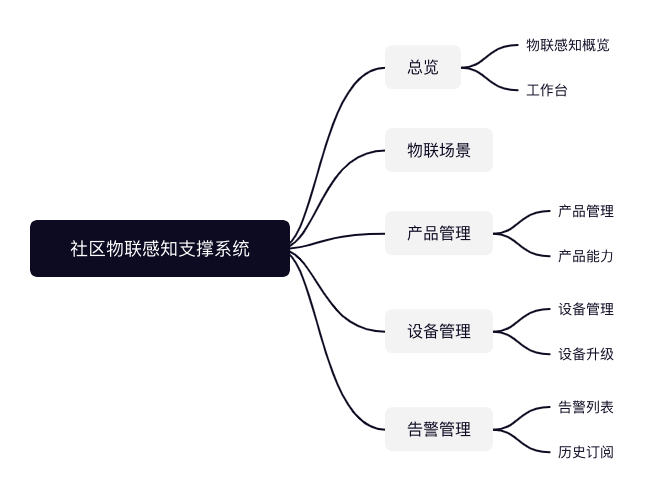 社区物联感知支撑系统
总览
物联感知概览
工作台
物联场景
产品管理
产品管理
产品能力
设备管理
设备管理
设备升级
告警管理
告警列表
历史订阅